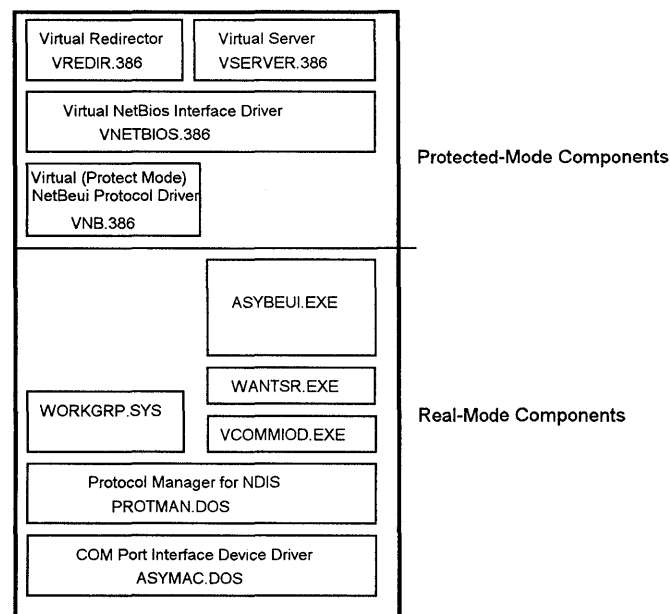 Virtual Redirector
VREDIR.386
Virtual Server
VSERVER.386
Virtual NetBios Interface Driver
VNETBIOS.386
Virtual (Protect Mode)
NetBeui Protocol Driver
VNB.386
Protected-Mode Components
ASYBEUI.EXE
WANTSR.EXE
WORKGRP.SYS
VCOMMIOD.EXE
Real-Mode Components
Protocol Manager for NDIS
PROTMAN.DOS
COM Port Interface Device Driver
ASYMAC.DOS